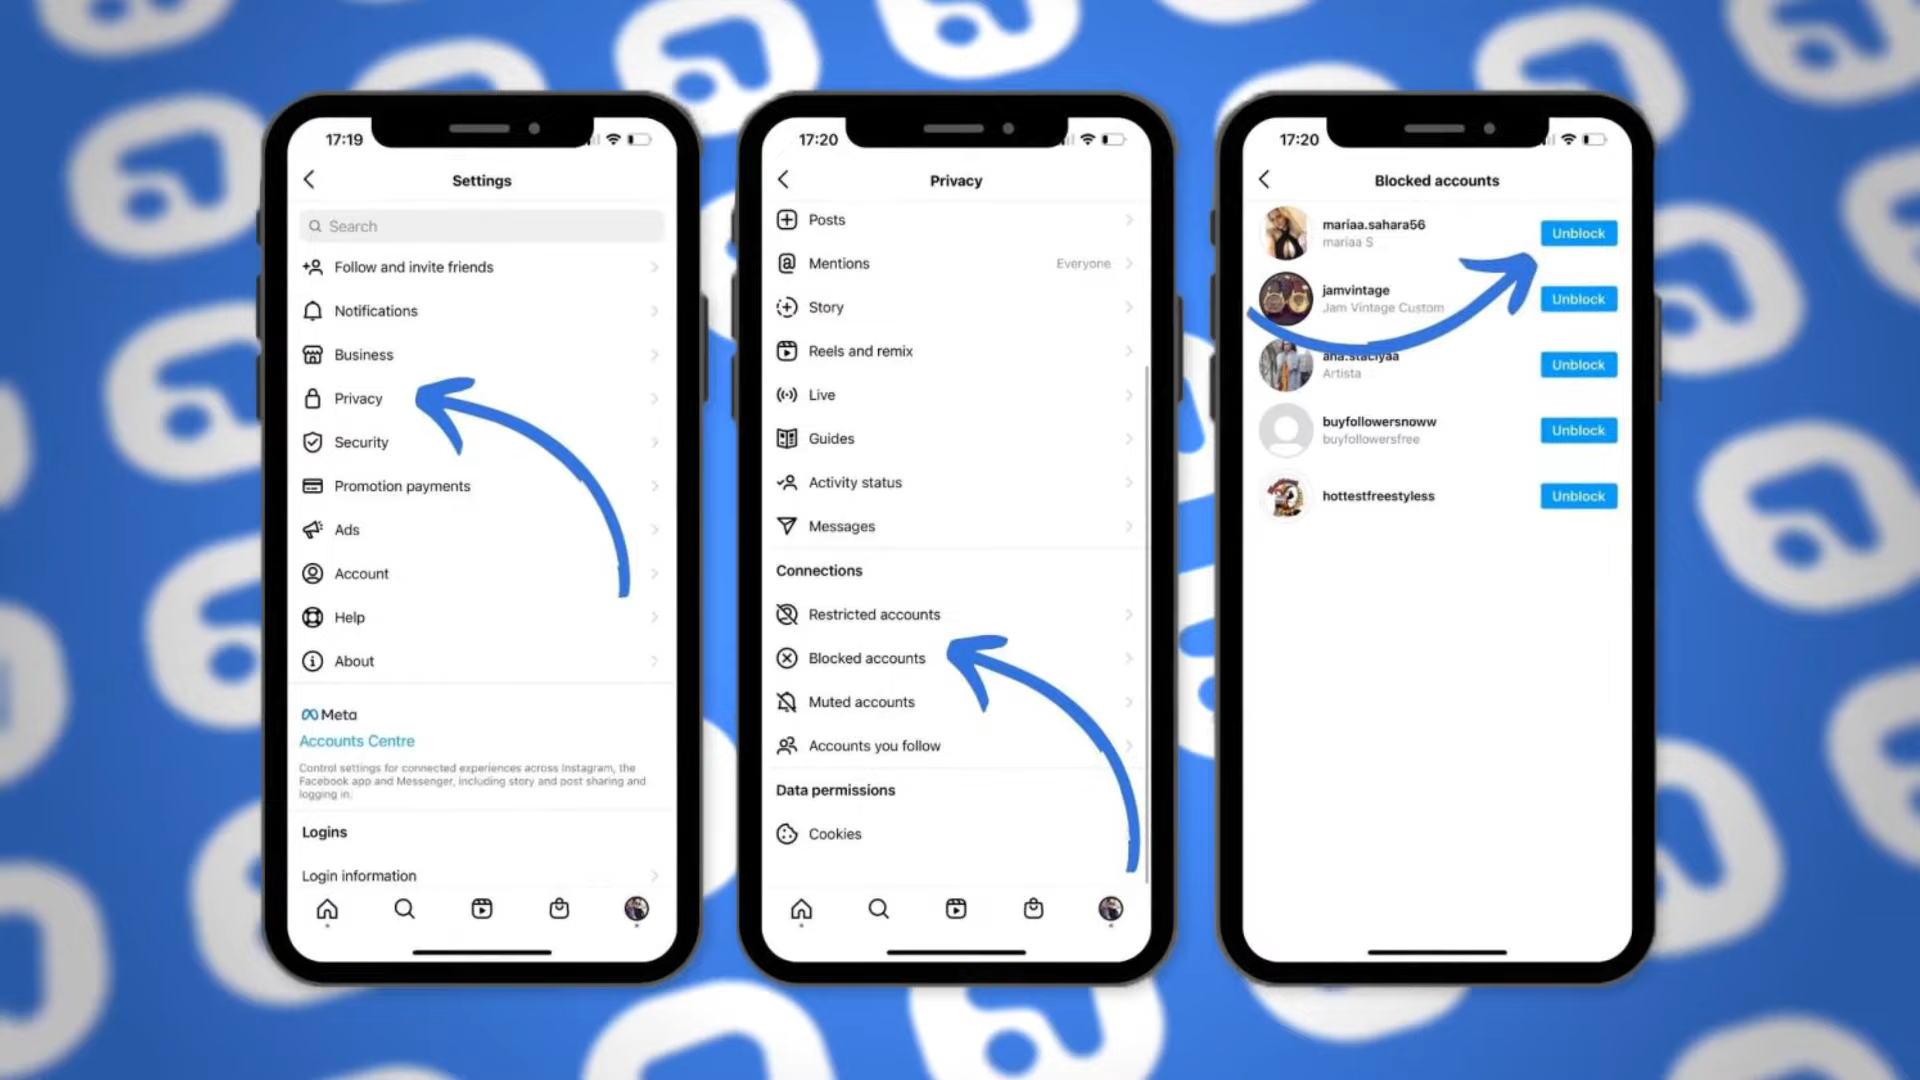 17:19
Settings
Search
Follow and invite friends
Notifications
Business
Privacy
Security
Promotion payments
Ads
Account
Help
About
Meta
Accounts Centre
Control settings for connected experiences across Instagram, the
Facebook app and Messenger, including story and post sharing and
logging in.
Logins
Login information
17:20
Privacy
Posts
Mentions Everyone
Story
Reels and remix
Live
Guides
Activity status
Messages
Connections
Restricted accounts
Blocked accounts
Muted accounts
Accounts you follow
Data permissions
Cookies
17:20
Blocked accounts
mariaa.sahara56
mariaa S
Unblock
jamvintage
Jam Vintage Custom
Unblock
ana.staciyaa
Artista
Unblock
buyfollowersnoww
buyfollowersfree
Unblock
hottestfreestyless
Unblock